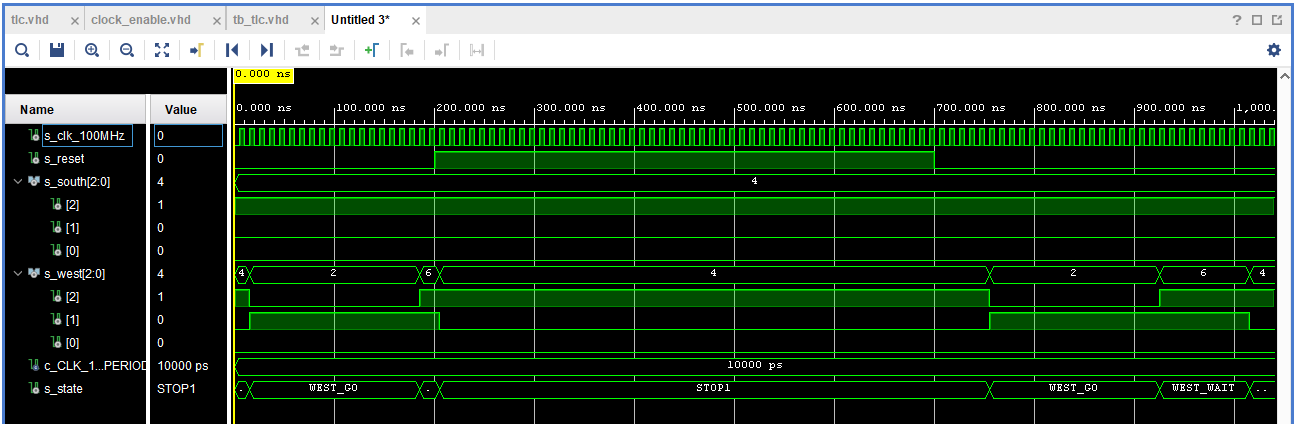 tlc.vhd × clock_enable.vhd × tb_tlc.vhd × Untitled 3* ×
?
0.000 ns
Name Value
0.000 ns 100.000 ns 200.000 ns 300.000 ns 400.000 ns 500.000 ns 600.000 ns 700.000 ns 800.000 ns 900.000 ns 1,000.
s_clk_100MHz 0
s_reset 0
s_south[2:0] 4 4
[2] 1
[1] 0
[0] 0
s_west[2:0] 4 4 2 6 4 2 6 4
[2] 1
[1] 0
[0] 0
c_CLK_1...PERIOD 10000 ps 10000 ps
s_state STOP1 . WEST_GO . STOP1 WEST_GO WEST_WAIT ..